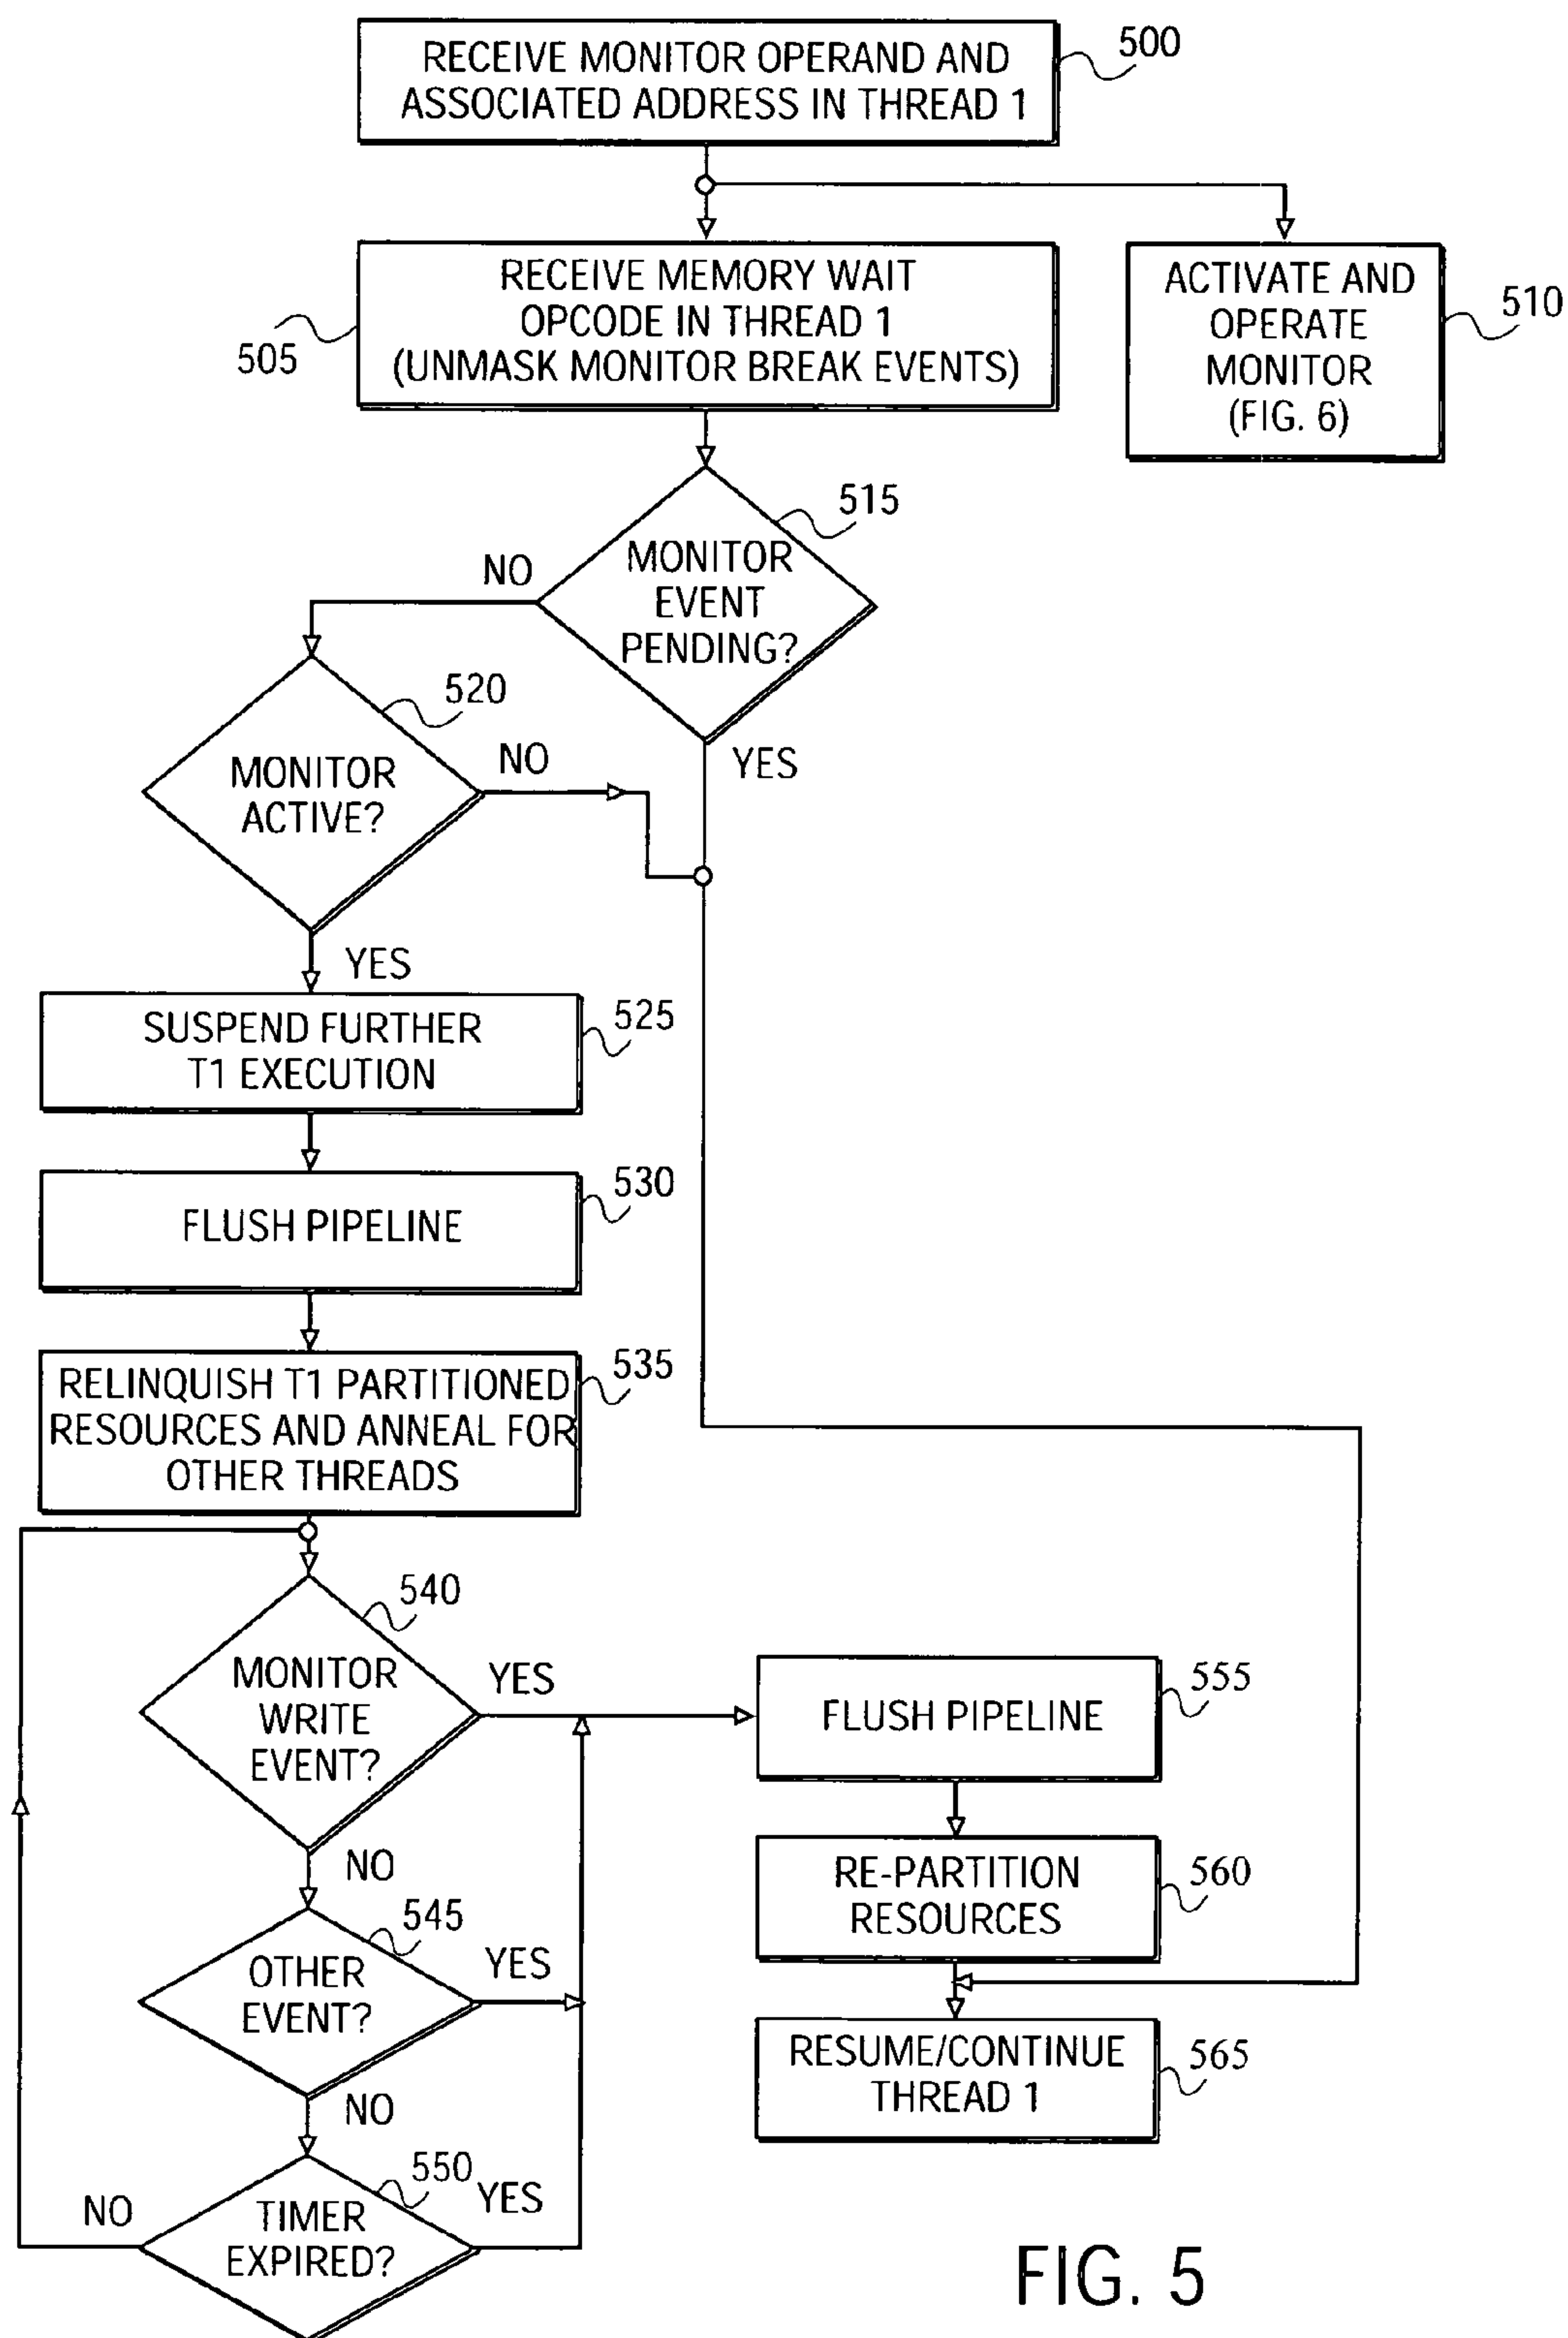 RECEIVE MONITOR OPERAND AND
ASSOCIATED ADDRESS IN THREAD 1
500
RECEIVE MEMORY WAIT
OPCODE IN THREAD 1
(UNMASK MONITOR BREAK EVENTS)
505
ACTIVATE AND
OPERATE
MONITOR
(FIG. 6)
510
MONITOR
EVENT
PENDING?
515
NO
YES
MONITOR
ACTIVE?
520
NO
YES
SUSPEND FURTHER
T1 EXECUTION
525
FLUSH PIPELINE
530
RELINQUISH T1 PARTITIONED
RESOURCES AND ANNEAL FOR
OTHER THREADS
535
MONITOR
WRITE
EVENT?
540
YES
NO
OTHER
EVENT?
545
YES
NO
TIMER
EXPIRED?
550
YES
NO
FLUSH PIPELINE
555
RE-PARTITION
RESOURCES
560
RESUME/CONTINUE
THREAD 1
565
FIG. 5